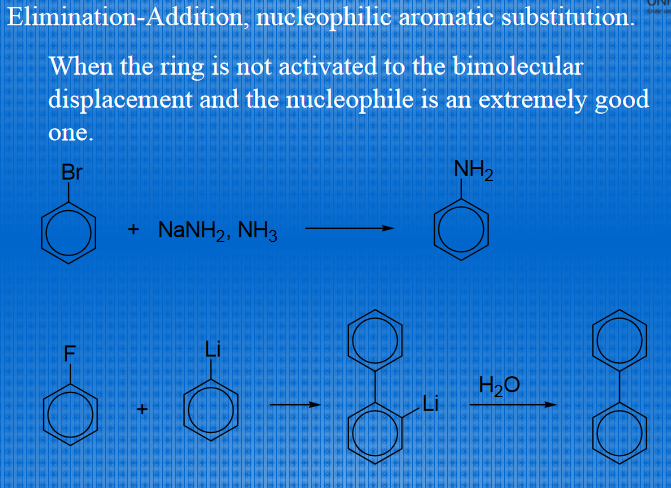 Elimination-Addition, nucleophilic aromatic substitution.
When the ring is not activated to the bimolecular
displacement and the nucleophile is an extremely good
one.
Br
NH₂
+ NaNH₂, NH₃
F
Li
+
Li
H₂O